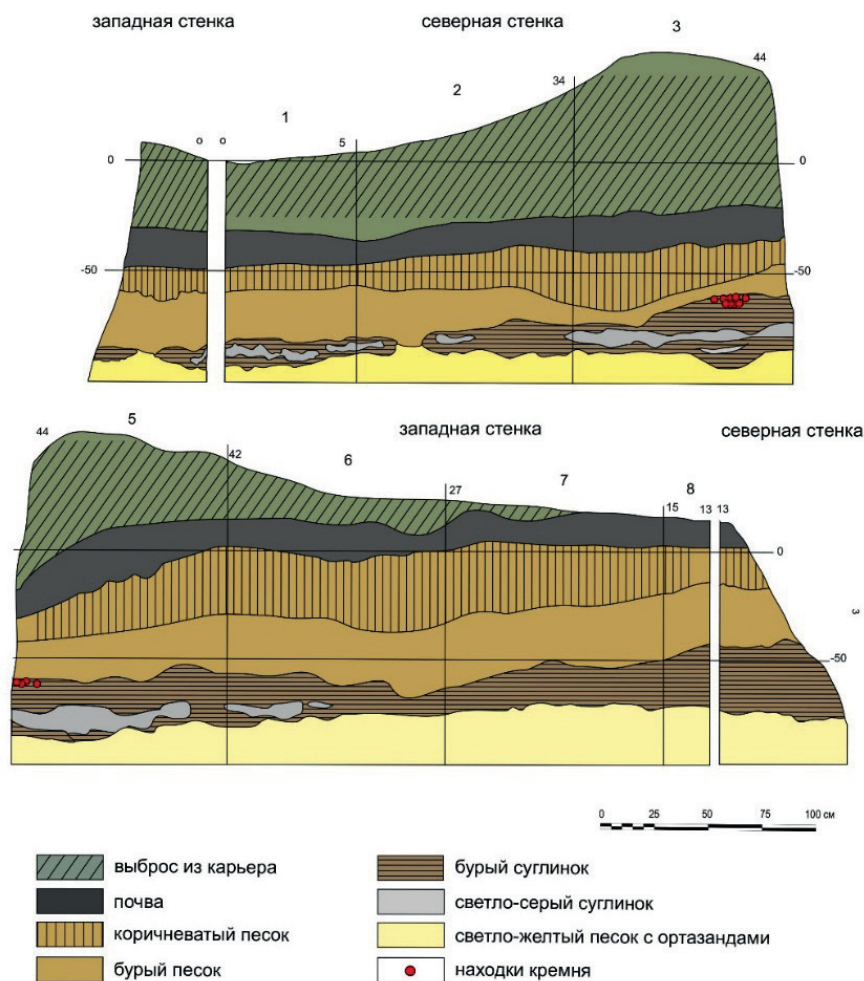 западная стенка
северная стенка
3
44
34
2
1
5
о
о
0
0
-50
-50
44
5
42
6
западная стенка
северная стенка
27
7
8
15
13
13
0
3
-50
0 25 50 75 100 см
выброс из карьера
почва
коричневатый песок
бурый песок
бурый суглинок
светло-серый суглинок
светло-желтый песок с ортазандами
находки кремня